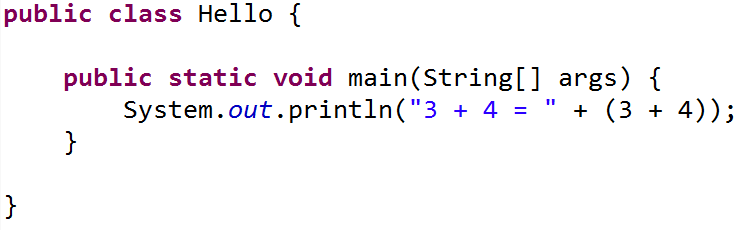 public class Hello {
public static void main(String[] args) {
System.out.println("3 + 4 = " + (3 + 4));
}
}